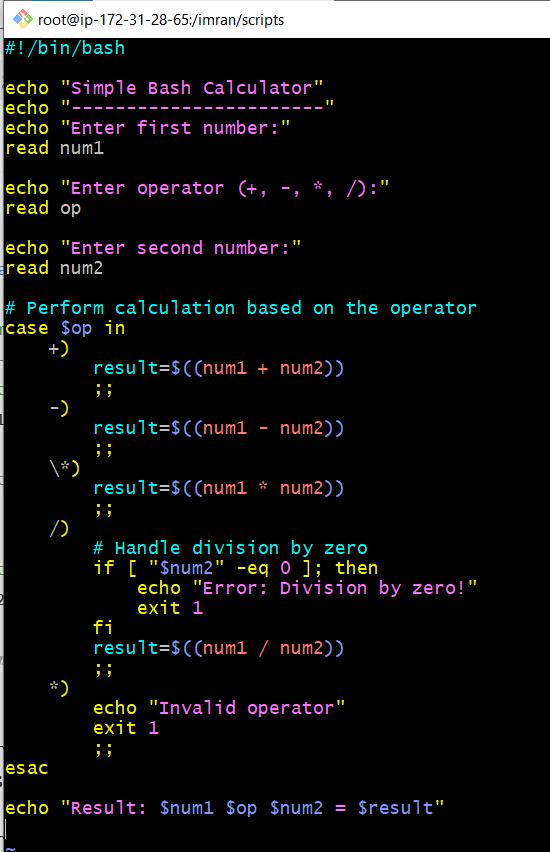 root@ip-172-31-28-65:/imran/scripts
#!/bin/bash

echo "Simple Bash Calculator"
echo "-----------------------"
echo "Enter first number:"
read num1

echo "Enter operator (+, -, *, /):"
read op

echo "Enter second number:"
read num2

# Perform calculation based on the operator
case $op in
    +)
        result=$((num1 + num2))
        ;;
    -)
        result=$((num1 - num2))
        ;;
    \*)
        result=$((num1 * num2))
        ;;
    /)
        # Handle division by zero
        if [ "$num2" -eq 0 ]; then
            echo "Error: Division by zero!"
            exit 1
        fi
        result=$((num1 / num2))
        ;;
    *)
        echo "Invalid operator"
        exit 1
        ;;
esac

echo "Result: $num1 $op $num2 = $result"

~